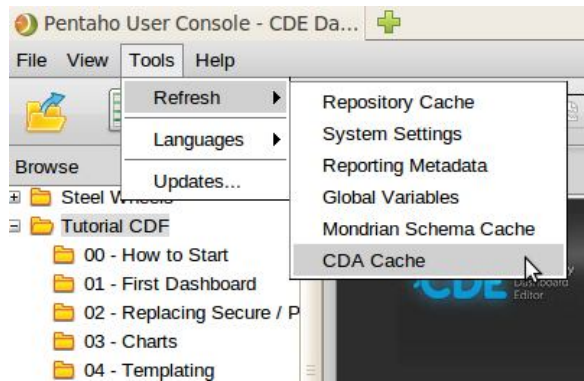 Pentaho User Console - CDE Da...
File View Tools Help
Refresh
Languages
Updates...
Repository Cache
System Settings
Reporting Metadata
Global Variables
Mondrian Schema Cache
CDA Cache
Browse
Steel
Tutorial CDF
00 - How to Start
01 - First Dashboard
02 - Replacing Secure / P
03 - Charts
04 - Templating
CDE
Dashboard
Editor